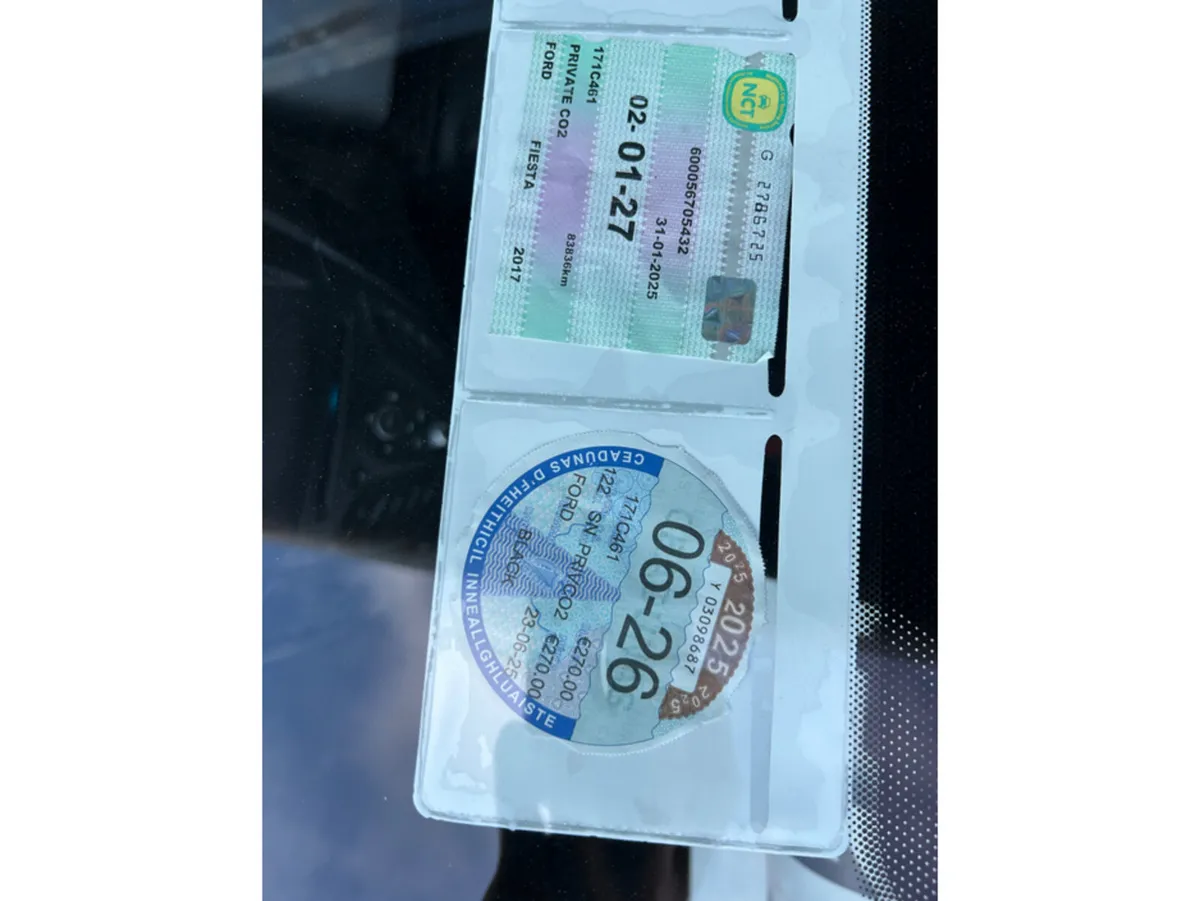 NCT
G 2786725
600056705432
31-01-2025
02-01-27
171C461
PRIVATE CO2 83836km
FORD FIESTA 2017
2025 2025 2025
Y 03098687
06-26
171C461
122 SN PRIVCO2 €270.00
FORD €270.00
BLACK 23-06-25
CEADÚNAS D'FHEITHICIL INNEALLGHLUAISTE